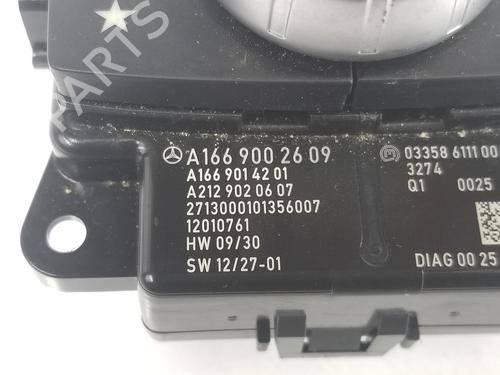 PARTS
A166 900 26 09
A166 901 42 01
A212 902 06 07
2713000101356007
12010761
HW 09/30
SW 12/27-01
03358 6111 00
3274
Q1 0025
DIAG 00 25